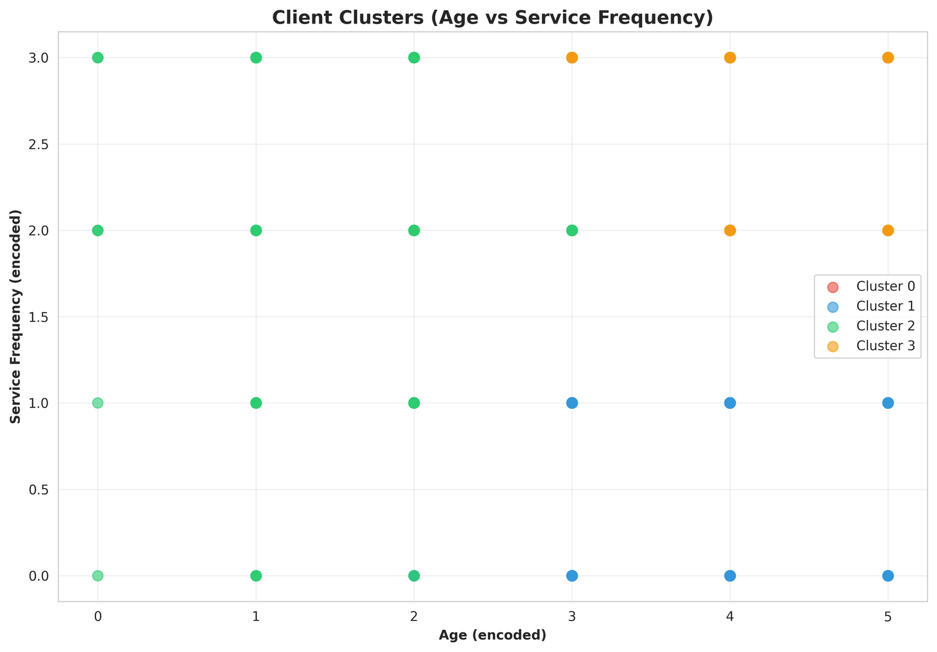 Client Clusters (Age vs Service Frequency)
3.0
2.5
2.0
1.5
1.0
0.5
0.0
Service Frequency (encoded)
Cluster 0
Cluster 1
Cluster 2
Cluster 3
0 1 2 3 4 5
Age (encoded)